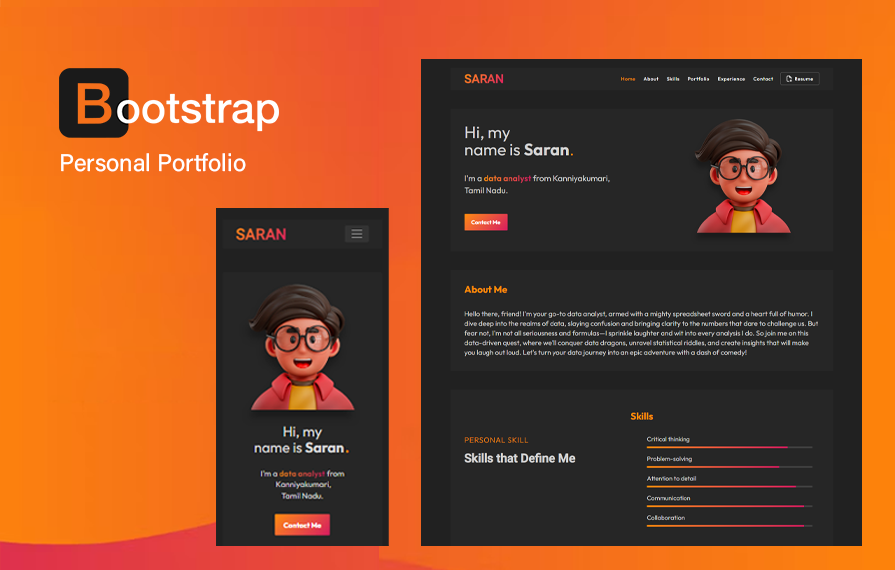 Bootstrap
Personal Portfolio
SARAN
Hi, my
name is Saran.
I'm a data analyst from
Kanniyakumari,
Tamil Nadu.
Contact Me
SARAN
Home About Skills Portfolio Experience Contact Resume
Hi, my
name is Saran.
I'm a data analyst from Kanniyakumari,
Tamil Nadu.
Contact Me
About Me
Hello there, friend! I'm your go-to data analyst, armed with a mighty spreadsheet sword and a heart full of humor. I
dive deep into the realms of data, slaying confusion and bringing clarity to the numbers that dare to challenge us. But
fear not, I'm not all seriousness and formulas—I sprinkle laughter and wit into every analysis I do. So join me on this
data-driven quest, where we'll conquer data dragons, unravel statistical riddles, and create insights that will make
you laugh out loud. Let's turn your data journey into an epic adventure with a dash of comedy!
Skills
PERSONAL SKILL
Skills that Define Me
Critical thinking
Problem-solving
Attention to detail
Communication
Collaboration